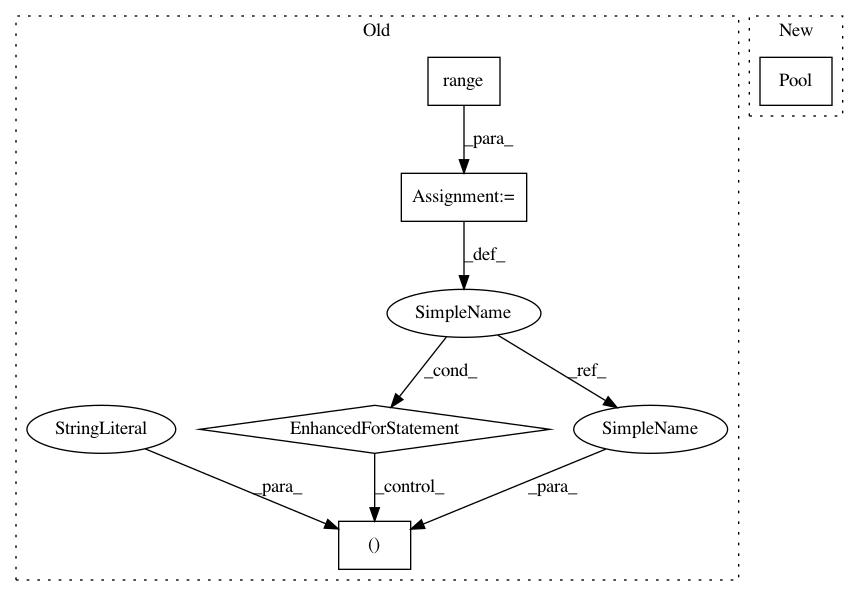 Old
New
range
Pool
_para_
Assignment:=
_def_
SimpleName
_cond_
_ref_
StringLiteral
EnhancedForStatement
SimpleName
_para_
_control_
_para_
()